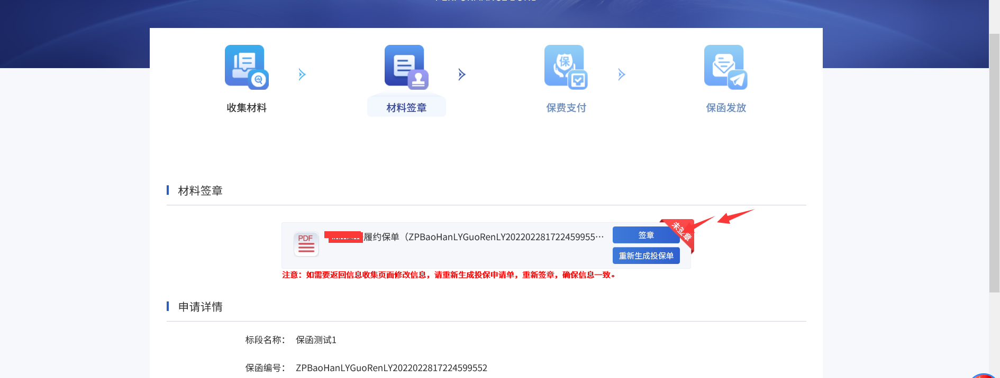 收集材料
材料签章
保
保费支付
保函发放
材料签章
PDF
履约保单（ZPBaoHanLYGuoRenLY202202281722459955…
签章
未签章
重新生成投保单
注意：如需要返回信息收集页面修改信息，请重新生成投保申请单，重新签章，确保信息一致。
申请详情
标段名称： 保函测试1
保函编号： ZPBaoHanLYGuoRenLY2022022817224599552